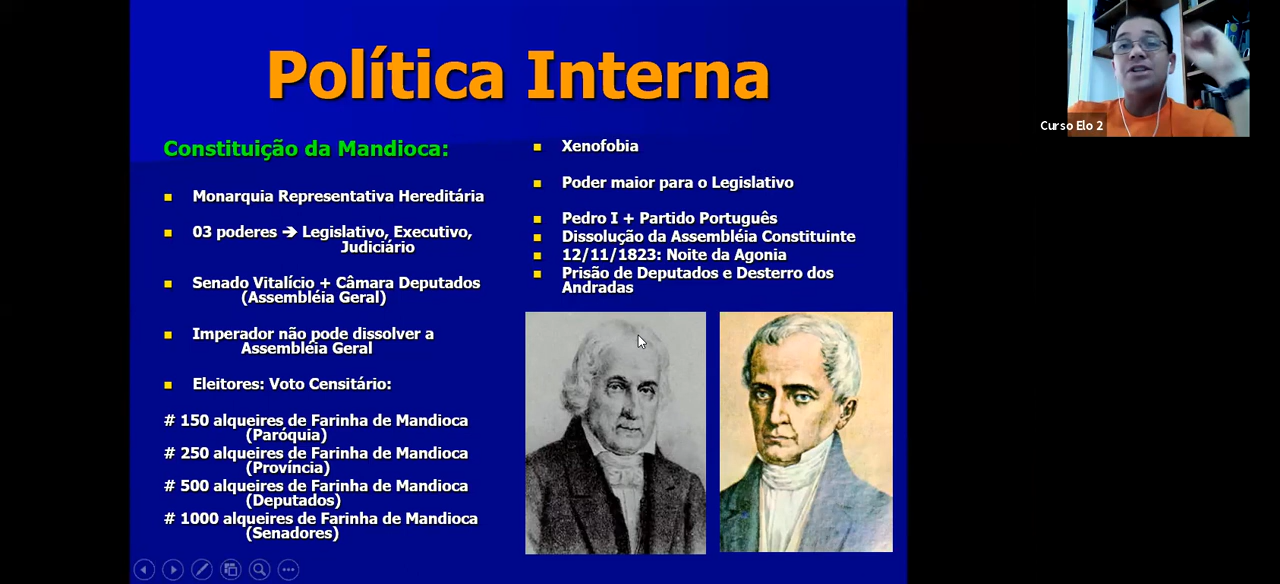 Política Interna
Constituição da Mandioca:
Monarquia Representativa Hereditária
03 poderes ➔ Legislativo, Executivo,
Judiciário
Senado Vitalício + Câmara Deputados
(Assembléia Geral)
Imperador não pode dissolver a
Assembléia Geral
Eleitores: Voto Censitário:
# 150 alqueires de Farinha de Mandioca
(Paróquia)
# 250 alqueires de Farinha de Mandioca
(Província)
# 500 alqueires de Farinha de Mandioca
(Deputados)
# 1000 alqueires de Farinha de Mandioca
(Senadores)
Xenofobia
Poder maior para o Legislativo
Pedro I + Partido Português
Dissolução da Assembléia Constituinte
12/11/1823: Noite da Agonia
Prisão de Deputados e Desterro dos
Andradas
Curso Elo 2